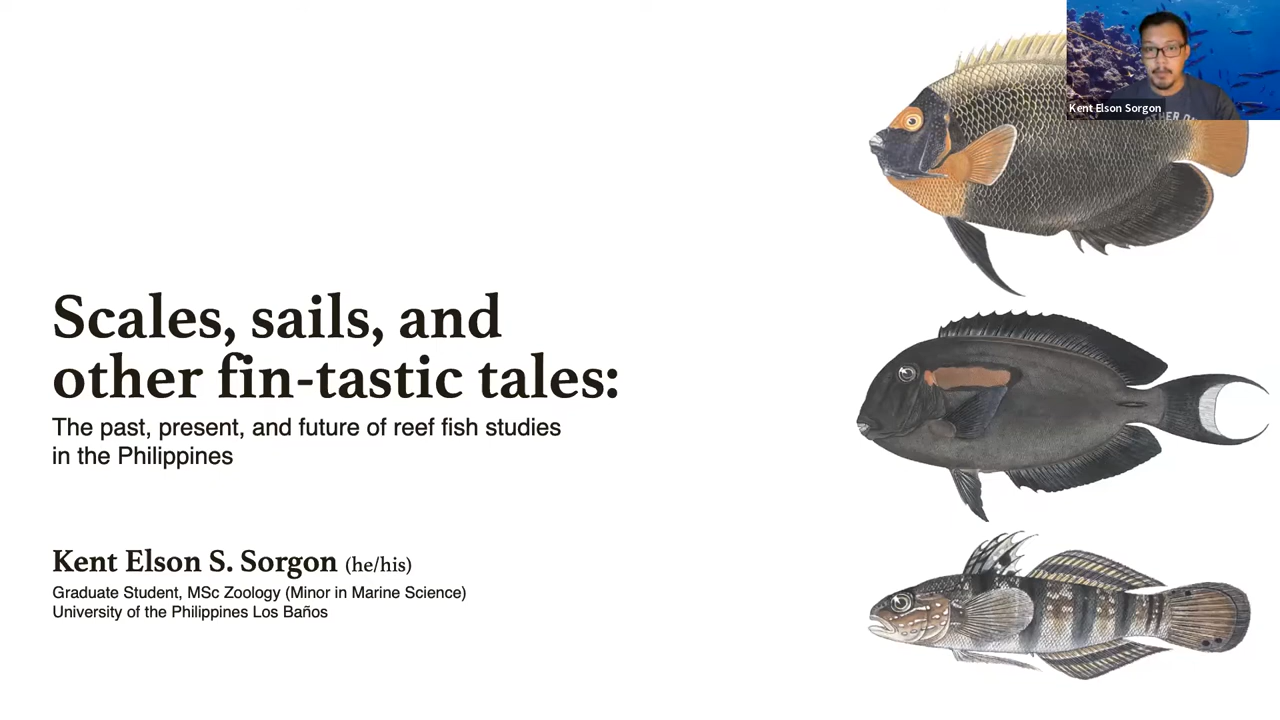 Scales, sails, and
other fin-tastic tales:
The past, present, and future of reef fish studies
in the Philippines
Kent Elson S. Sorgon (he/his)
Graduate Student, MSc Zoology (Minor in Marine Science)
University of the Philippines Los Baños
Kent Elson Sorgon